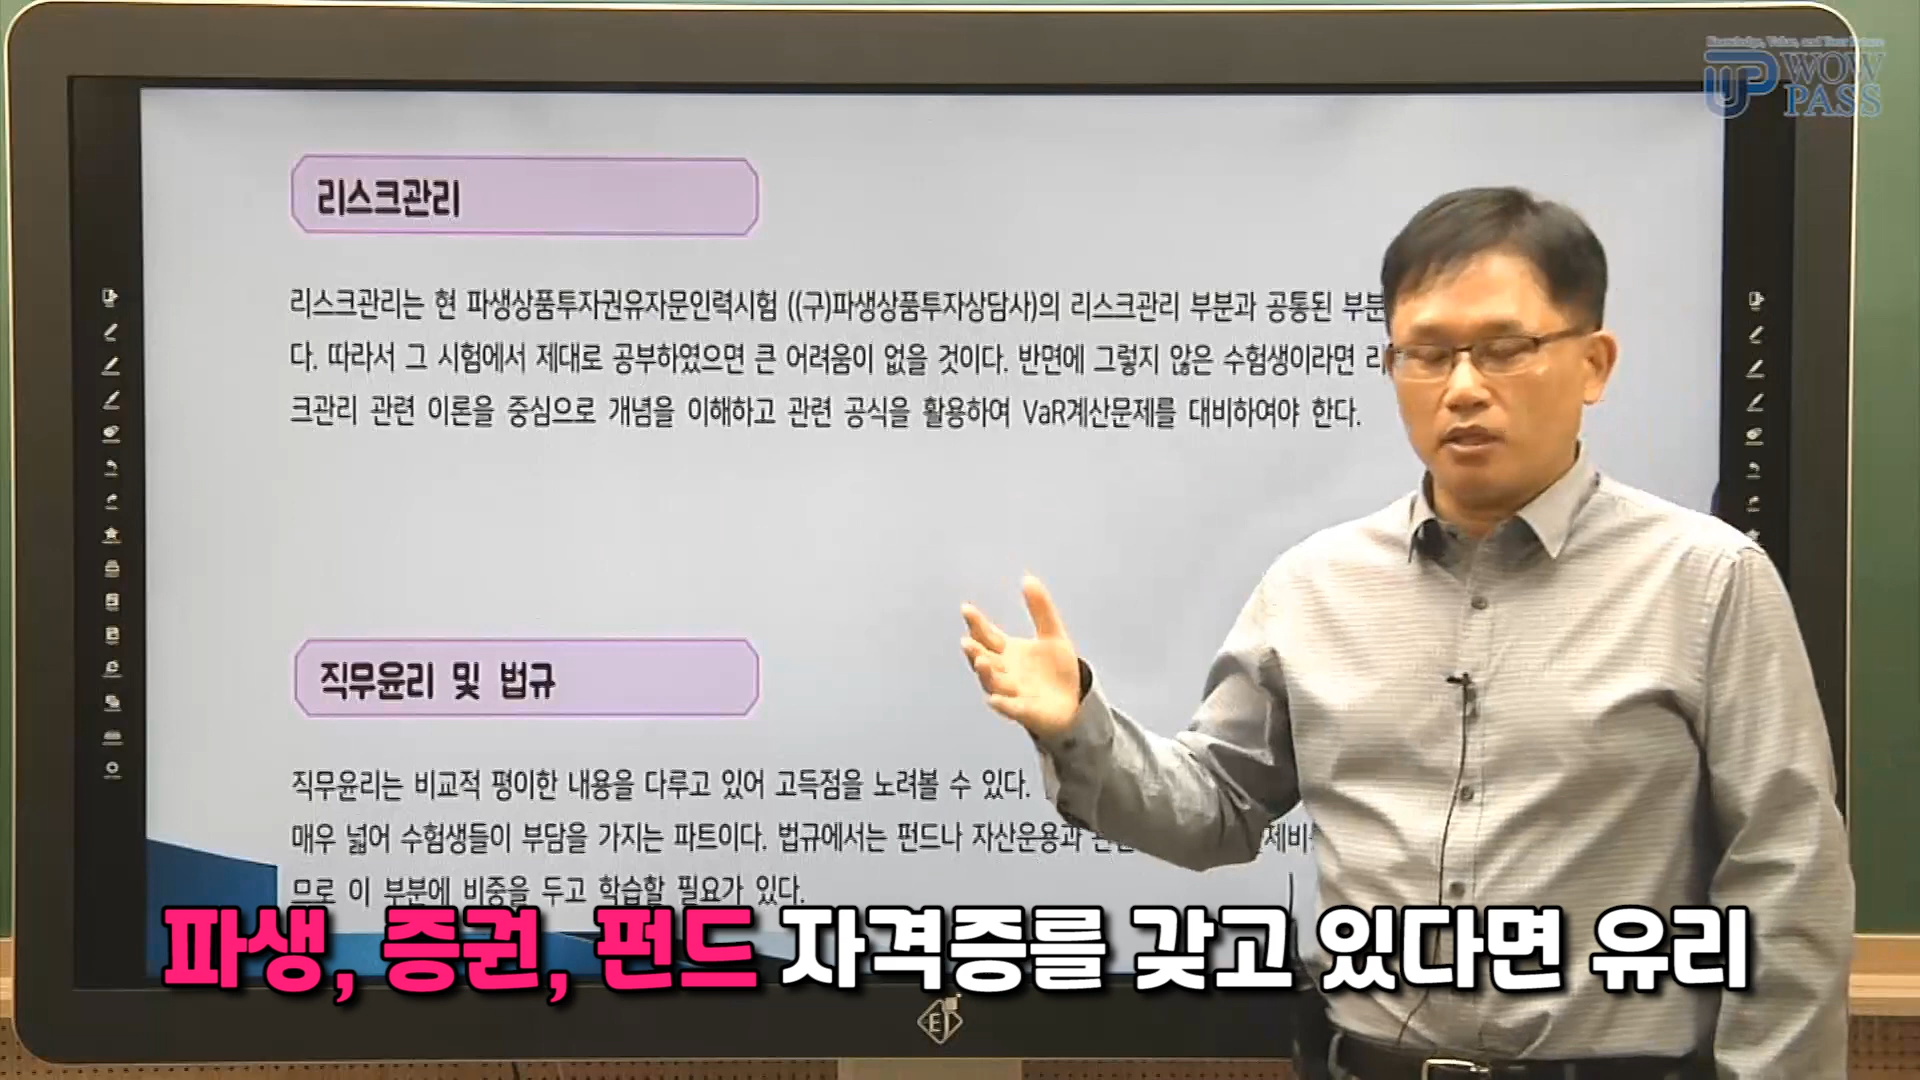 Knowledge, Value, and Your Future
WOW
PASS
리스크관리
리스크관리는 현 파생상품투자권유자문인력시험 ((구)파생상품투자상담사)의 리스크관리 부분과 공통된 부분
다. 따라서 그 시험에서 제대로 공부하였으면 큰 어려움이 없을 것이다. 반면에 그렇지 않은 수험생이라면 리
크관리 관련 이론을 중심으로 개념을 이해하고 관련 공식을 활용하여 VaR계산문제를 대비하여야 한다.
직무윤리 및 법규
직무윤리는 비교적 평이한 내용을 다루고 있어 고득점을 노려볼 수 있다.
매우 넓어 수험생들이 부담을 가지는 파트이다. 법규에서는 펀드나 자산운용과
므로 이 부분에 비중을 두고 학습할 필요가 있다.
파생, 증권, 펀드 자격증를 갖고 있다면 유리